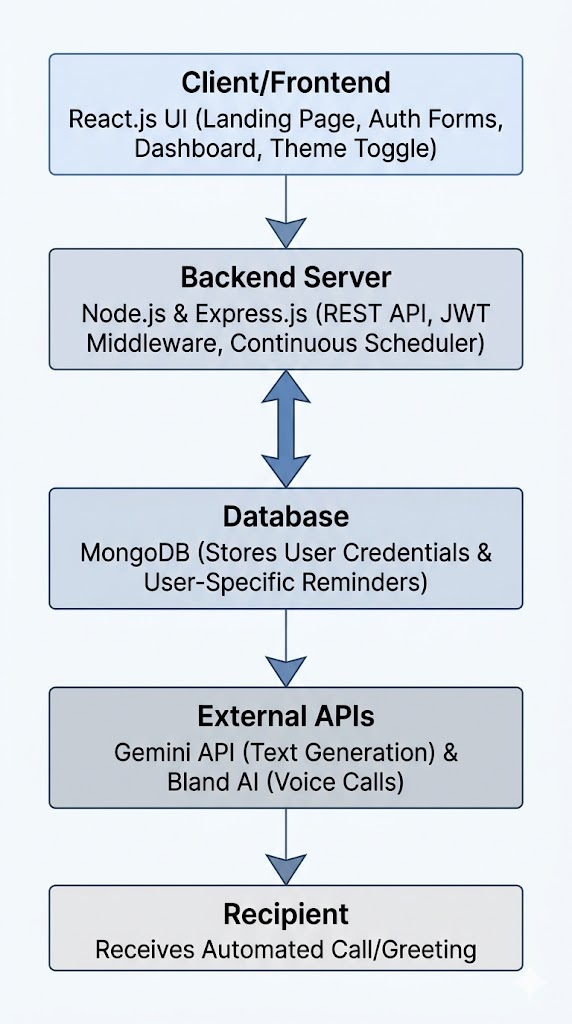 Client/Frontend
React.js UI (Landing Page, Auth Forms,
Dashboard, Theme Toggle)
Backend Server
Node.js & Express.js (REST API, JWT
Middleware, Continuous Scheduler)
Database
MongoDB (Stores User Credentials &
User-Specific Reminders)
External APIs
Gemini API (Text Generation) &
Bland AI (Voice Calls)
Recipient
Receives Automated Call/Greeting